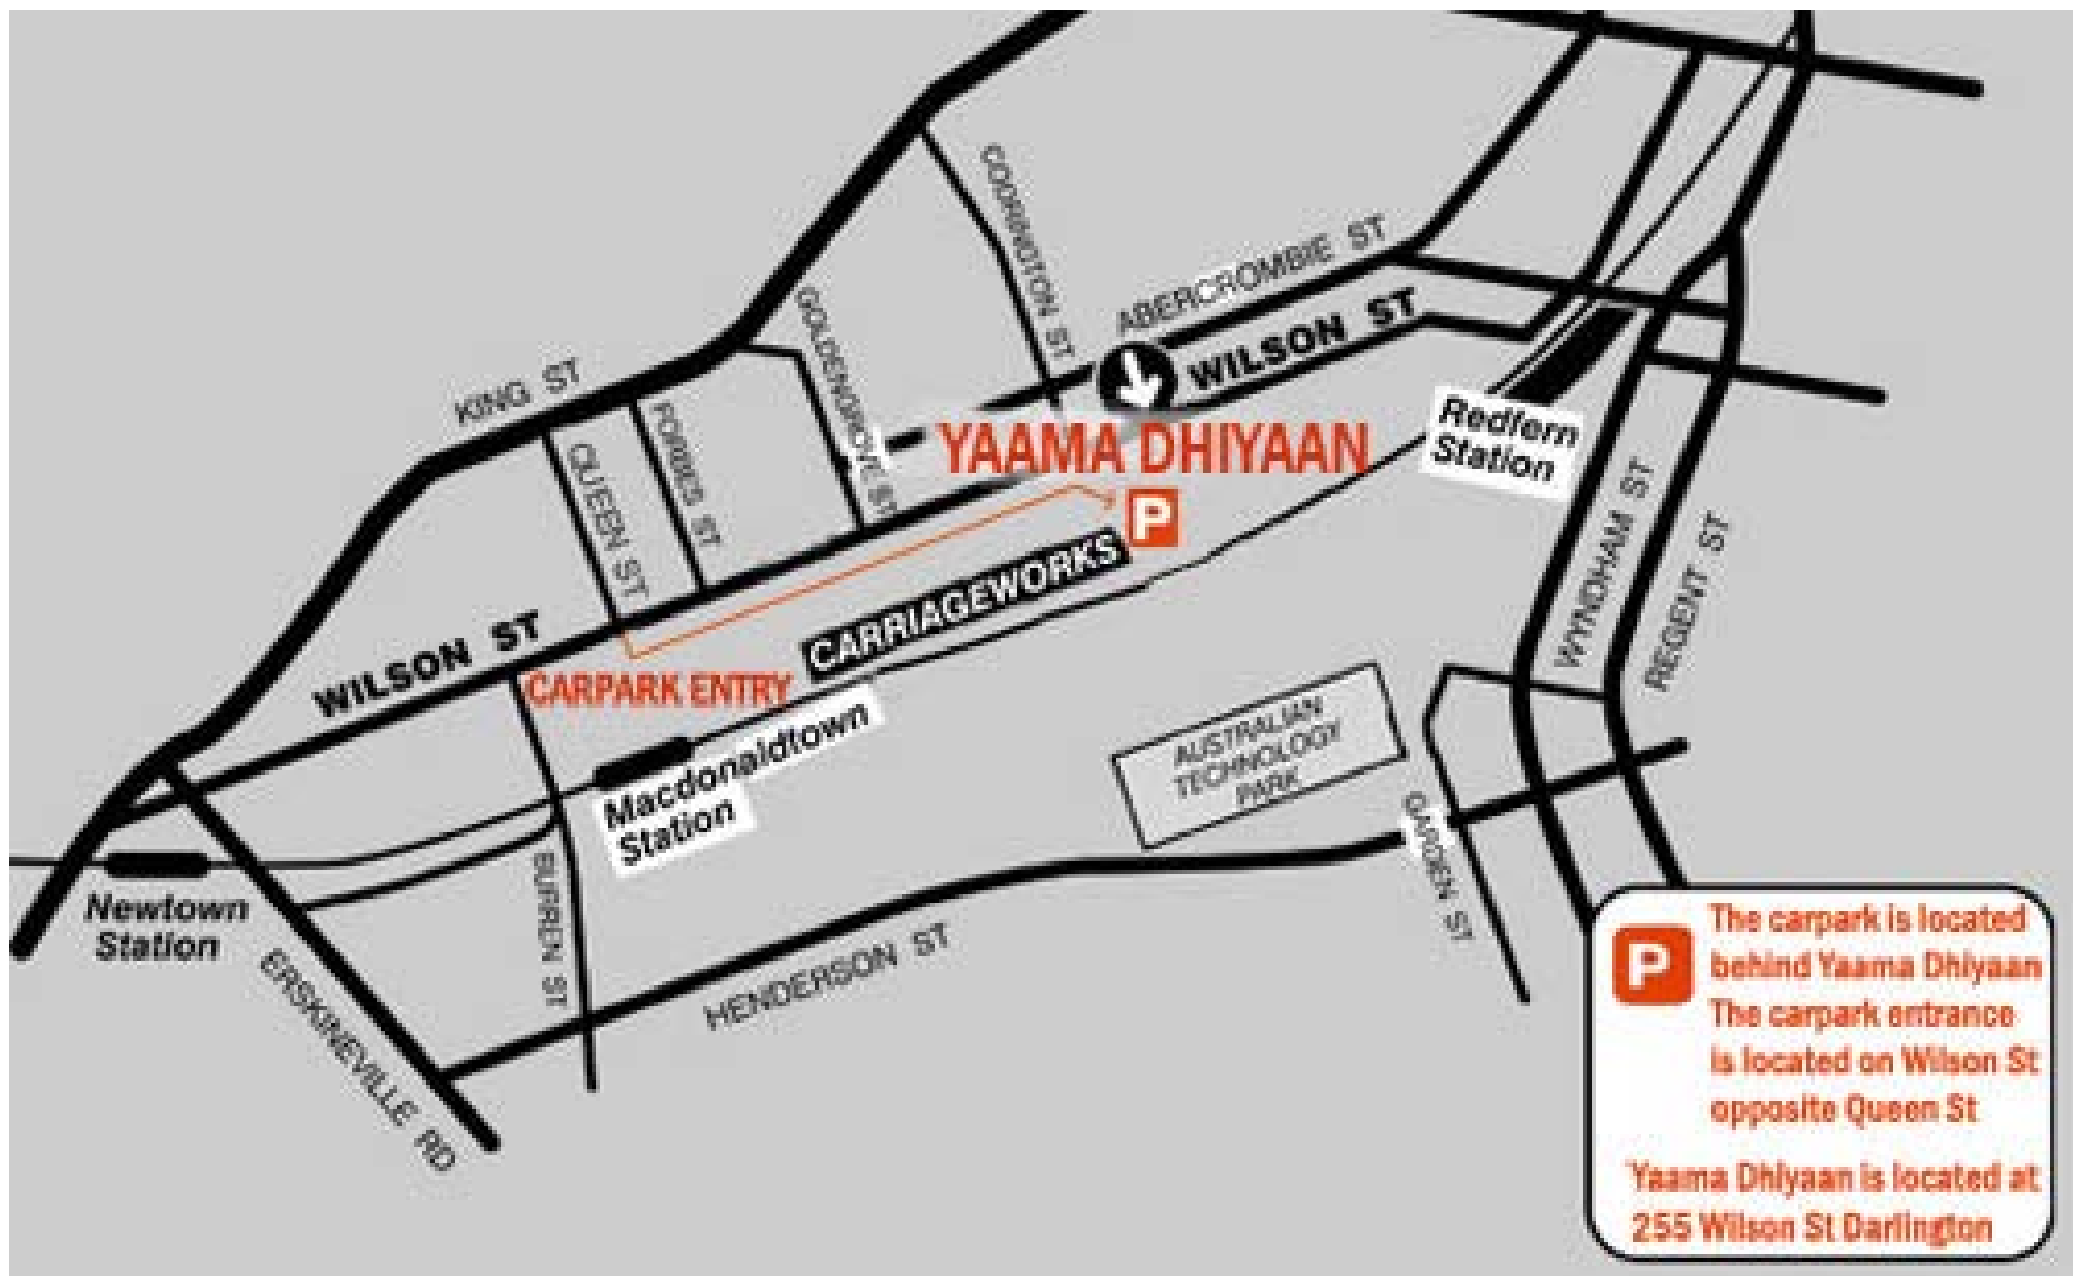 CODRINGTON ST
ABERCROMBIE ST
GOLDENGROVE ST
WILSON ST
KING ST
FORBES ST
QUEEN ST
YAAMA DHIYAAN
Redfern
Station
P
CARRIAGEWORKS
WYNDHAM ST
REGENT ST
WILSON ST
CARPARK ENTRY
Macdonaldtown
Station
AUSTRALIAN
TECHNOLOGY
PARK
GARDEN ST
BURREN ST
Newtown
Station
ERSKINEVILLE RD
HENDERSON ST
P
The carpark is located
behind Yaama Dhiyaan
The carpark entrance
is located on Wilson St
opposite Queen St
Yaama Dhiyaan is located at
255 Wilson St Darlington